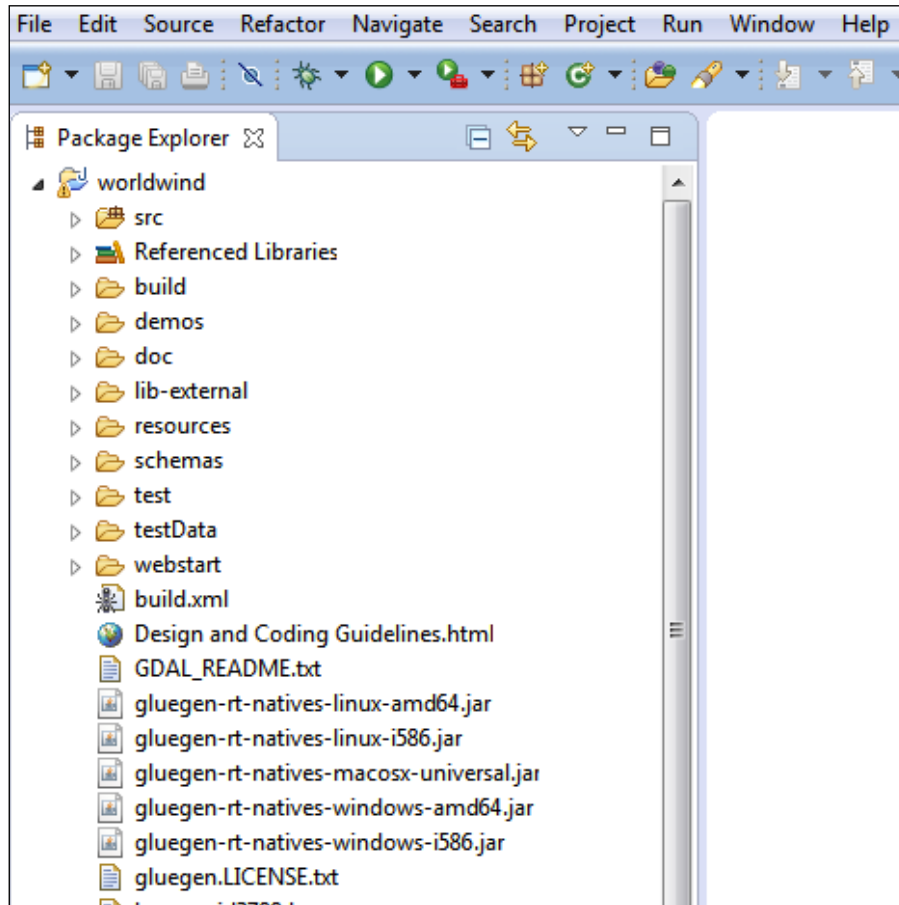 File Edit Source Refactor Navigate Search Project Run Window Help
Package Explorer
worldwind
src
Referenced Libraries
build
demos
doc
lib-external
resources
schemas
test
testData
webstart
build.xml
Design and Coding Guidelines.html
GDAL_README.txt
gluegen-rt-natives-linux-amd64.jar
gluegen-rt-natives-linux-i586.jar
gluegen-rt-natives-macosx-universal.jar
gluegen-rt-natives-windows-amd64.jar
gluegen-rt-natives-windows-i586.jar
gluegen.LICENSE.txt